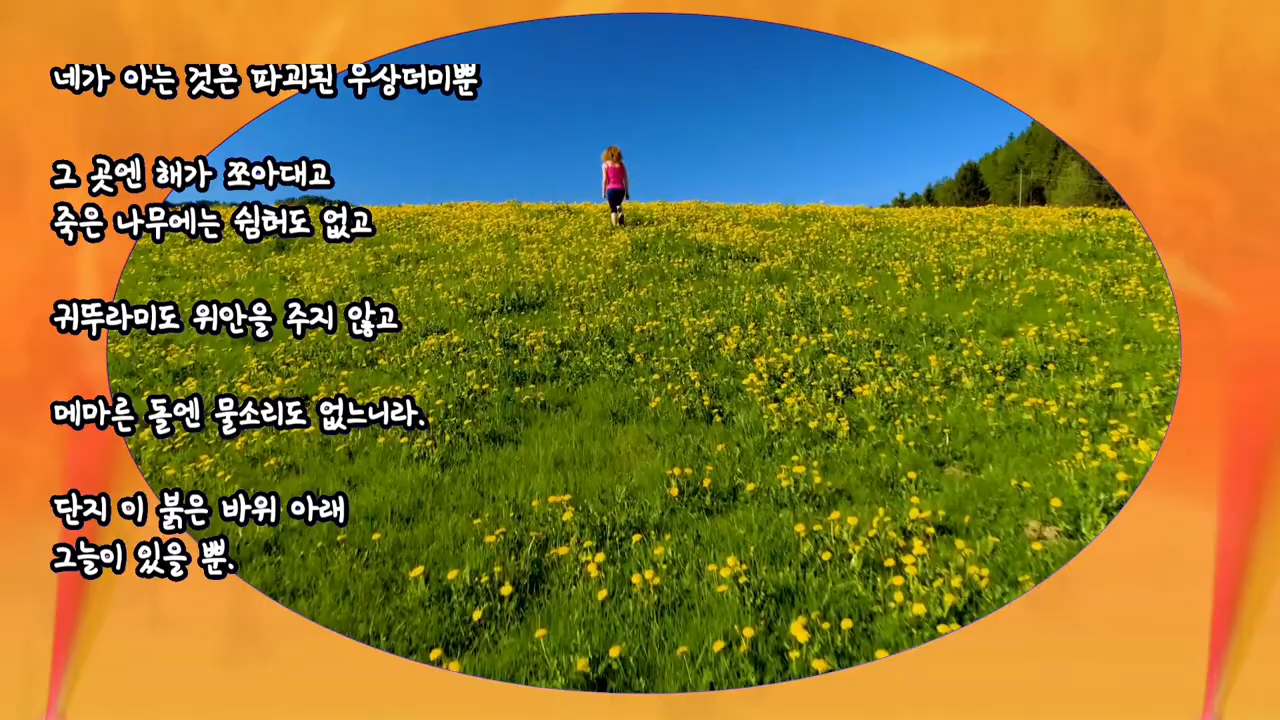 네가 아는 것은 파괴된 우상더미뿐
그 곳엔 해가 쪼아대고
죽은 나무에는 쉼터도 없고
귀뚜라미도 위안을 주지 않고
메마른 돌엔 물소리도 없느니라.
단지 이 붉은 바위 아래
그늘이 있을 뿐.